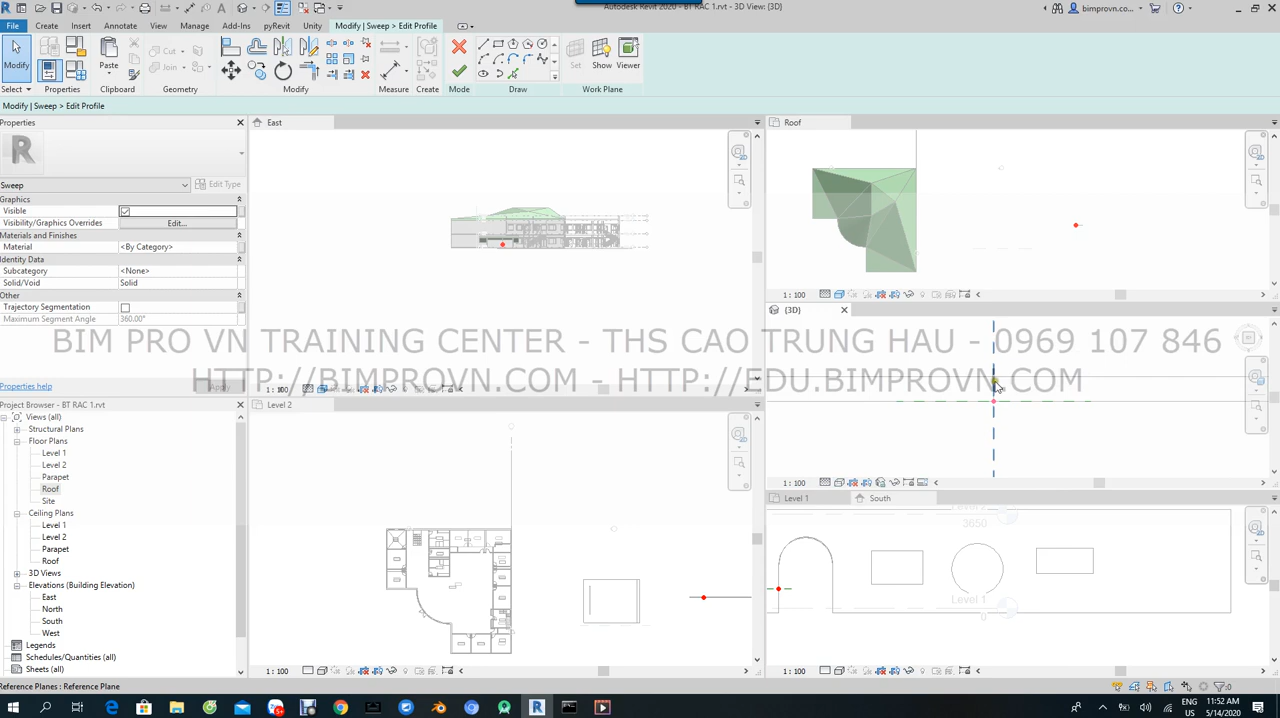 Autodesk Revit 2020 - BT RAC 1.rvt - 3D View: {3D}
bimprovn.co...
File Create Insert Annotate View Manage Add-Ins pyRevit Unity Modify | Sweep > Edit Profile
Modify Paste Cut Join Set Show Viewer
Select Properties Clipboard Geometry Modify Measure Create Mode Draw Work Plane
Modify | Sweep > Edit Profile
Properties
East
Roof
Sweep Edit Type
Graphics
Visible
Visibility/Graphics Overrides Edit...
Materials and Finishes
Material <By Category>
Identity Data
Subcategory <None>
Solid/Void Solid
Other
Trajectory Segmentation
Maximum Segment Angle 360.00°
1 : 100
{3D}
BIM PRO VN TRAINING CENTER - THS CAO TRUNG HAU - 0969 107 846
HTTP://BIMPROVN.COM - HTTP://EDU.BIMPROVN.COM
Properties help Apply
1 : 100
Project Browser - BT RAC 1.rvt
Level 2
Views (all)
Structural Plans
Floor Plans
Level 1
Level 2
Parapet
Roof
Site
Ceiling Plans
Level 1
Level 2
Parapet
Roof
3D Views
Elevations (Building Elevation)
East
North
South
West
Legends
Schedules/Quantities (all)
Sheets (all)
1 : 100
1 : 100
Level 1 South
Level 2
3650
Level 1
0
1 : 100
Reference Planes : Reference Plane
:0
11:52 AM
US 5/14/2020